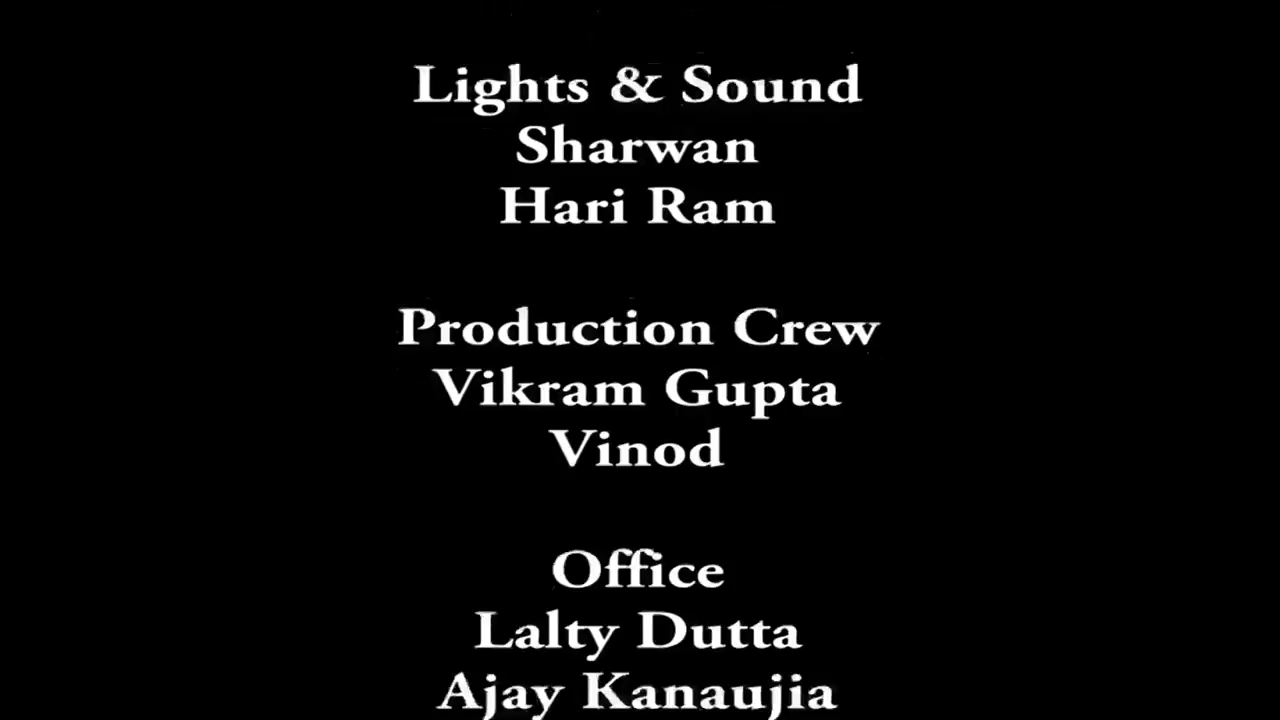 Lights & Sound
Sharwan
Hari Ram
Production Crew
Vikram Gupta
Vinod
Office
Lalty Dutta
Ajay Kanaujia